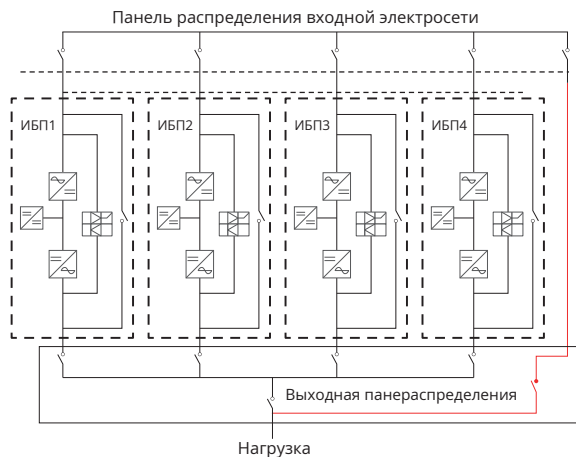 Панель распределения входной электросети
ИБП1
ИБП2
ИБП3
ИБП4
Выходная панераспределения
Нагрузка